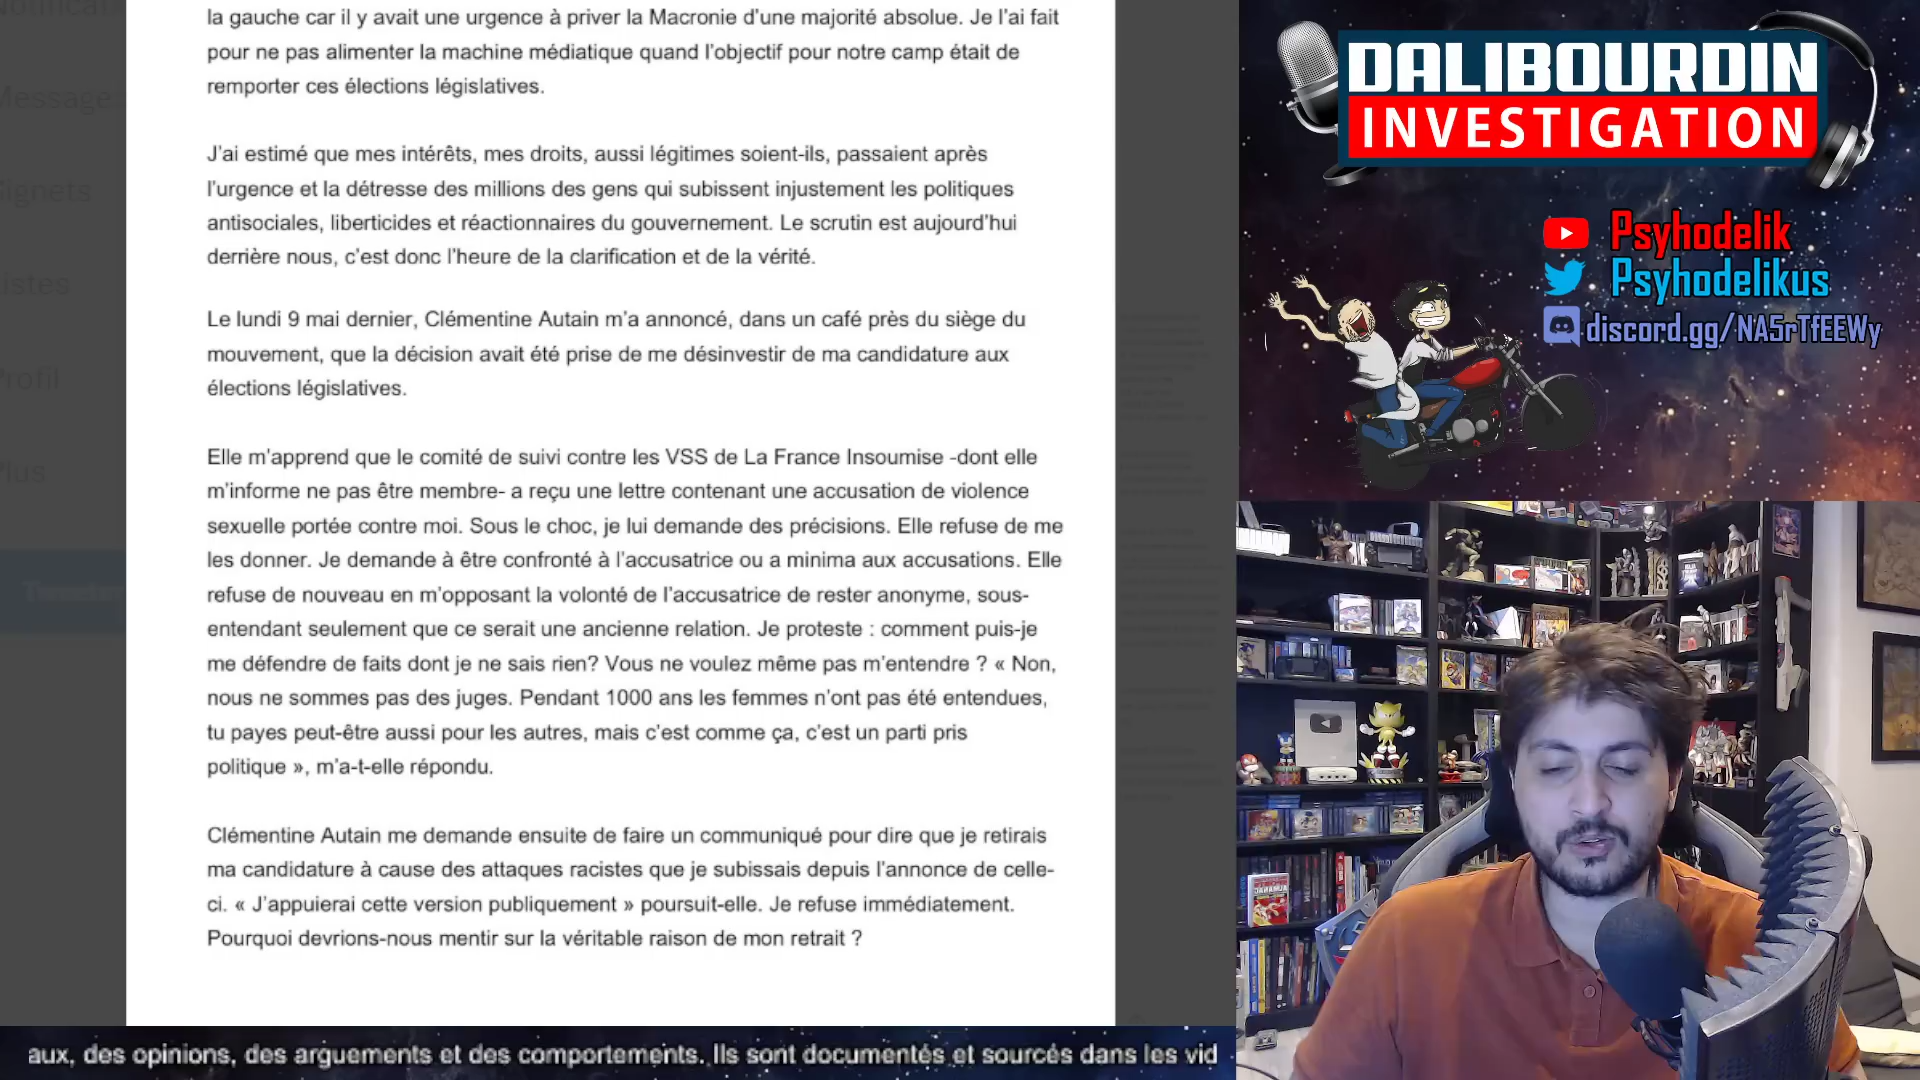 la gauche car il y avait une urgence à priver la Macronie d'une majorité absolue. Je l'ai fait
pour ne pas alimenter la machine médiatique quand l'objectif pour notre camp était de
remporter ces élections législatives.
J'ai estimé que mes intérêts, mes droits, aussi légitimes soient-ils, passaient après
l'urgence et la détresse des millions des gens qui subissent injustement les politiques
antisociales, liberticides et réactionnaires du gouvernement. Le scrutin est aujourd'hui
derrière nous, c'est donc l'heure de la clarification et de la vérité.
Le lundi 9 mai dernier, Clémentine Autain m'a annoncé, dans un café près du siège du
mouvement, que la décision avait été prise de me désinvestir de ma candidature aux
élections législatives.
Elle m'apprend que le comité de suivi contre les VSS de La France Insoumise -dont elle
m'informe ne pas être membre- a reçu une lettre contenant une accusation de violence
sexuelle portée contre moi. Sous le choc, je lui demande des précisions. Elle refuse de me
les donner. Je demande à être confronté à l'accusatrice ou a minima aux accusations. Elle
refuse de nouveau en m'opposant la volonté de l'accusatrice de rester anonyme, sous-
entendant seulement que ce serait une ancienne relation. Je proteste : comment puis-je
me défendre de faits dont je ne sais rien? Vous ne voulez même pas m'entendre ? « Non,
nous ne sommes pas des juges. Pendant 1000 ans les femmes n'ont pas été entendues,
tu payes peut-être aussi pour les autres, mais c'est comme ça, c'est un parti pris
politique », m'a-t-elle répondu.
Clémentine Autain me demande ensuite de faire un communiqué pour dire que je retirais
ma candidature à cause des attaques racistes que je subissais depuis l'annonce de celle-
ci. « J'appuierai cette version publiquement » poursuit-elle. Je refuse immédiatement.
Pourquoi devrions-nous mentir sur la véritable raison de mon retrait ?
Message
ignets
istes
Profil
Plus
Tweeter
DALIBOURDIN
INVESTIGATION
Psyhodelik
Psyhodelikus
discord.gg/NA5rTfEEWy
aux, des opinions, des arguements et des comportements. Ils sont documentés et sourcés dans les vid